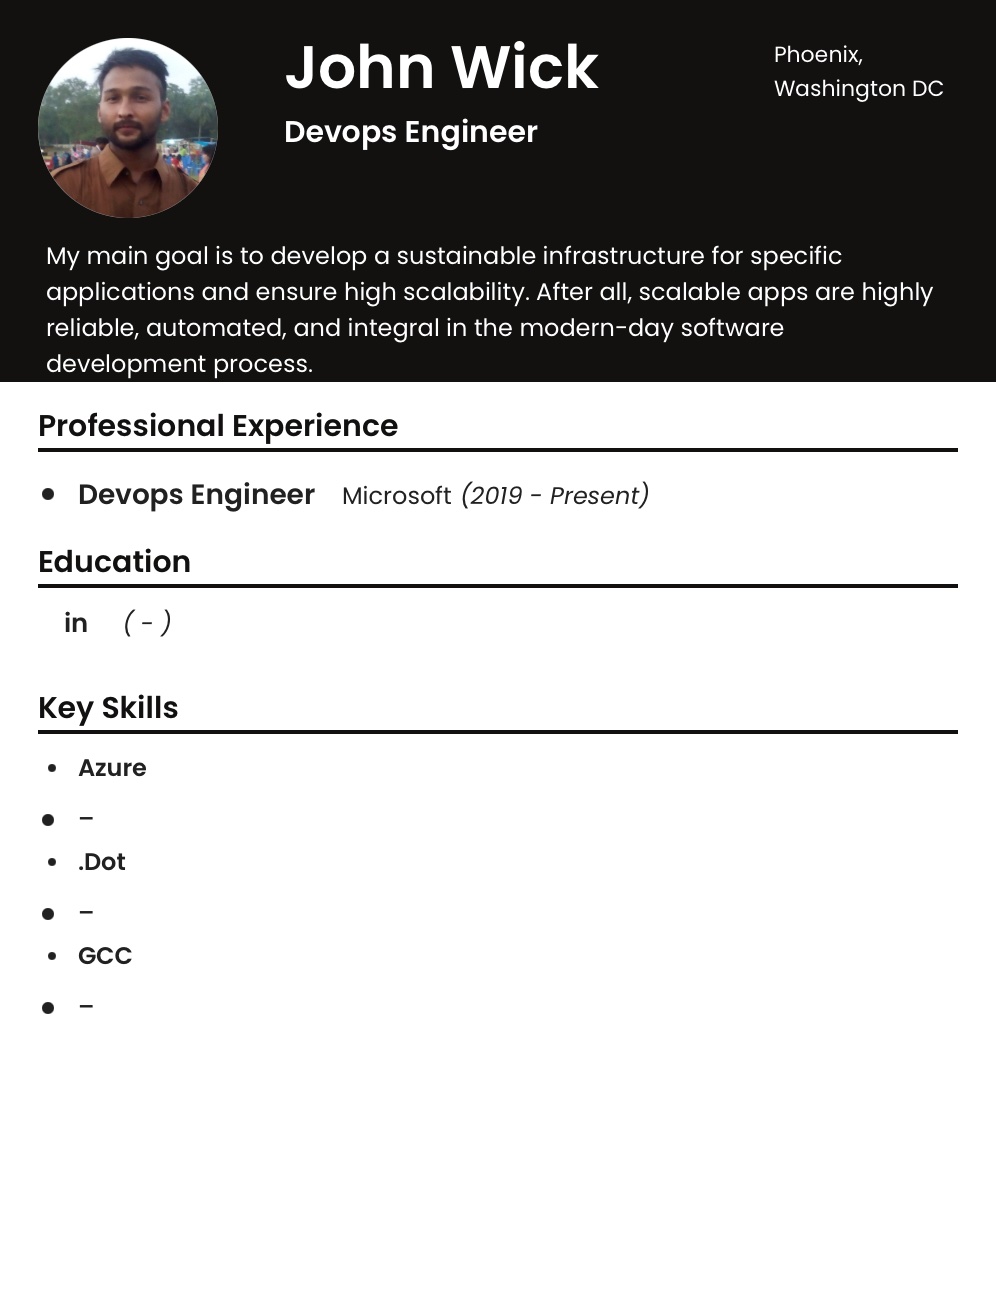 John Wick
Devops Engineer
Phoenix,
Washington DC
My main goal is to develop a sustainable infrastructure for specific
applications and ensure high scalability. After all, scalable apps are highly
reliable, automated, and integral in the modern-day software
development process.
Professional Experience
• Devops Engineer Microsoft (2019 - Present)
Education
in ( - )
Key Skills
• Azure
• –
• .Dot
• –
• GCC
• –